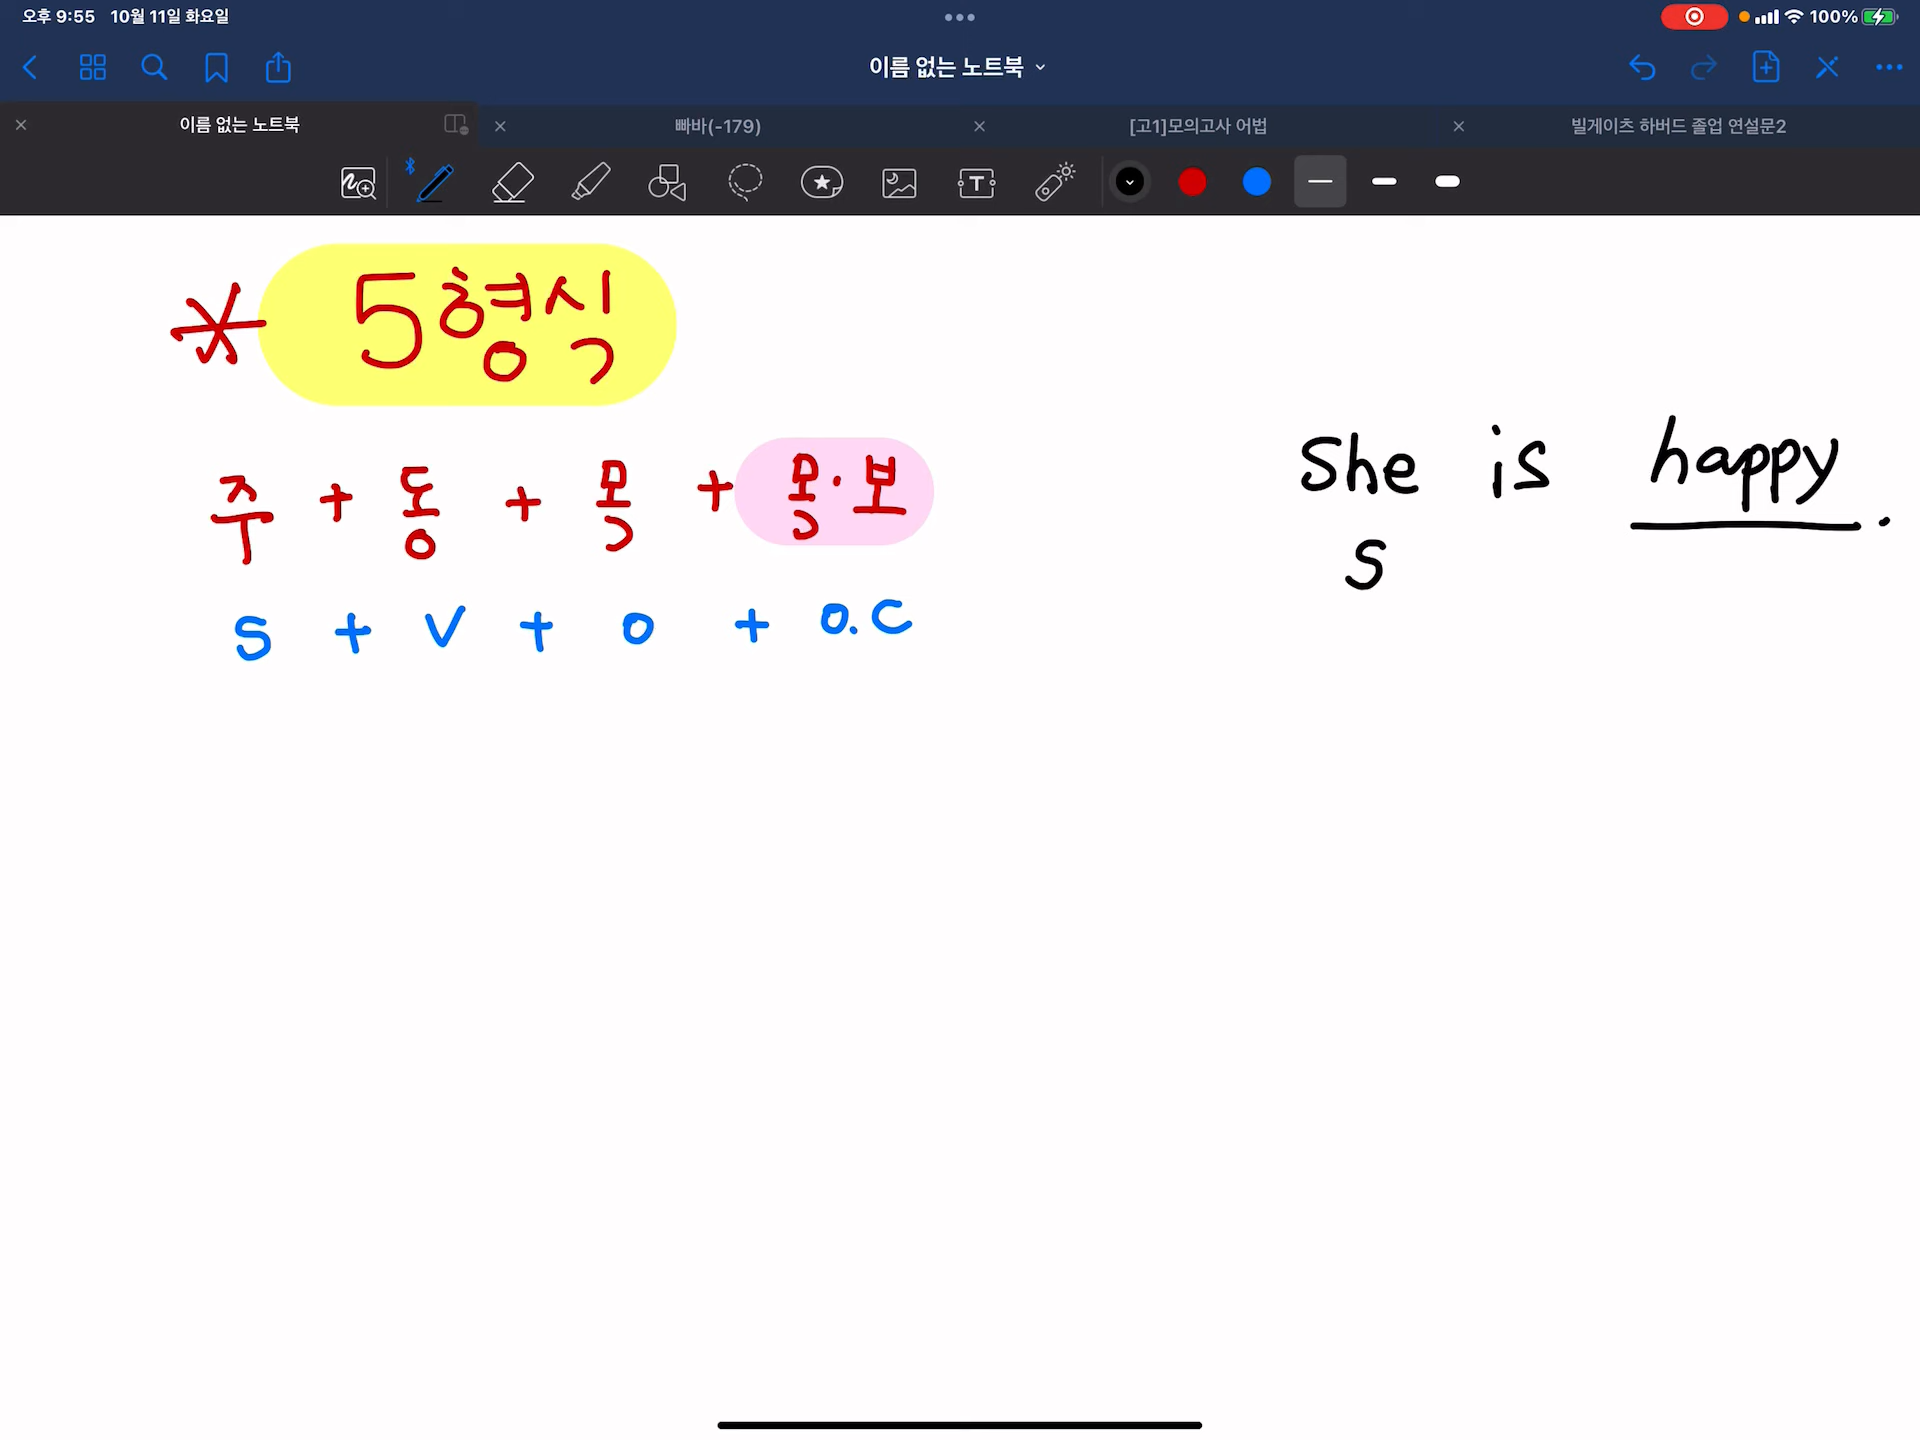 오후 9:55 10월 11일 화요일 100%
이름 없는 노트북
이름 없는 노트북 빠바(-179) [고1]모의고사 어법 빌게이츠 하버드 졸업 연설문2
T
* 5형식
주 + 동 + 목 + 목·보
S + V + O + O.C
She is happy.
S